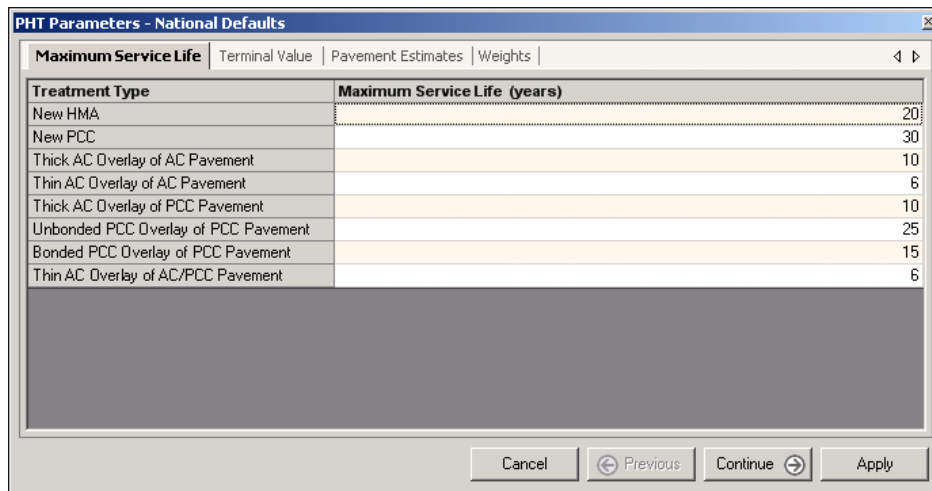 PHT Parameters - National Defaults
Maximum Service Life Terminal Value Pavement Estimates Weights
Treatment Type Maximum Service Life (years)
New HMA 20
New PCC 30
Thick AC Overlay of AC Pavement 10
Thin AC Overlay of AC Pavement 6
Thick AC Overlay of PCC Pavement 10
Unbonded PCC Overlay of PCC Pavement 25
Bonded PCC Overlay of PCC Pavement 15
Thin AC Overlay of AC/PCC Pavement 6
Cancel Previous Continue Apply